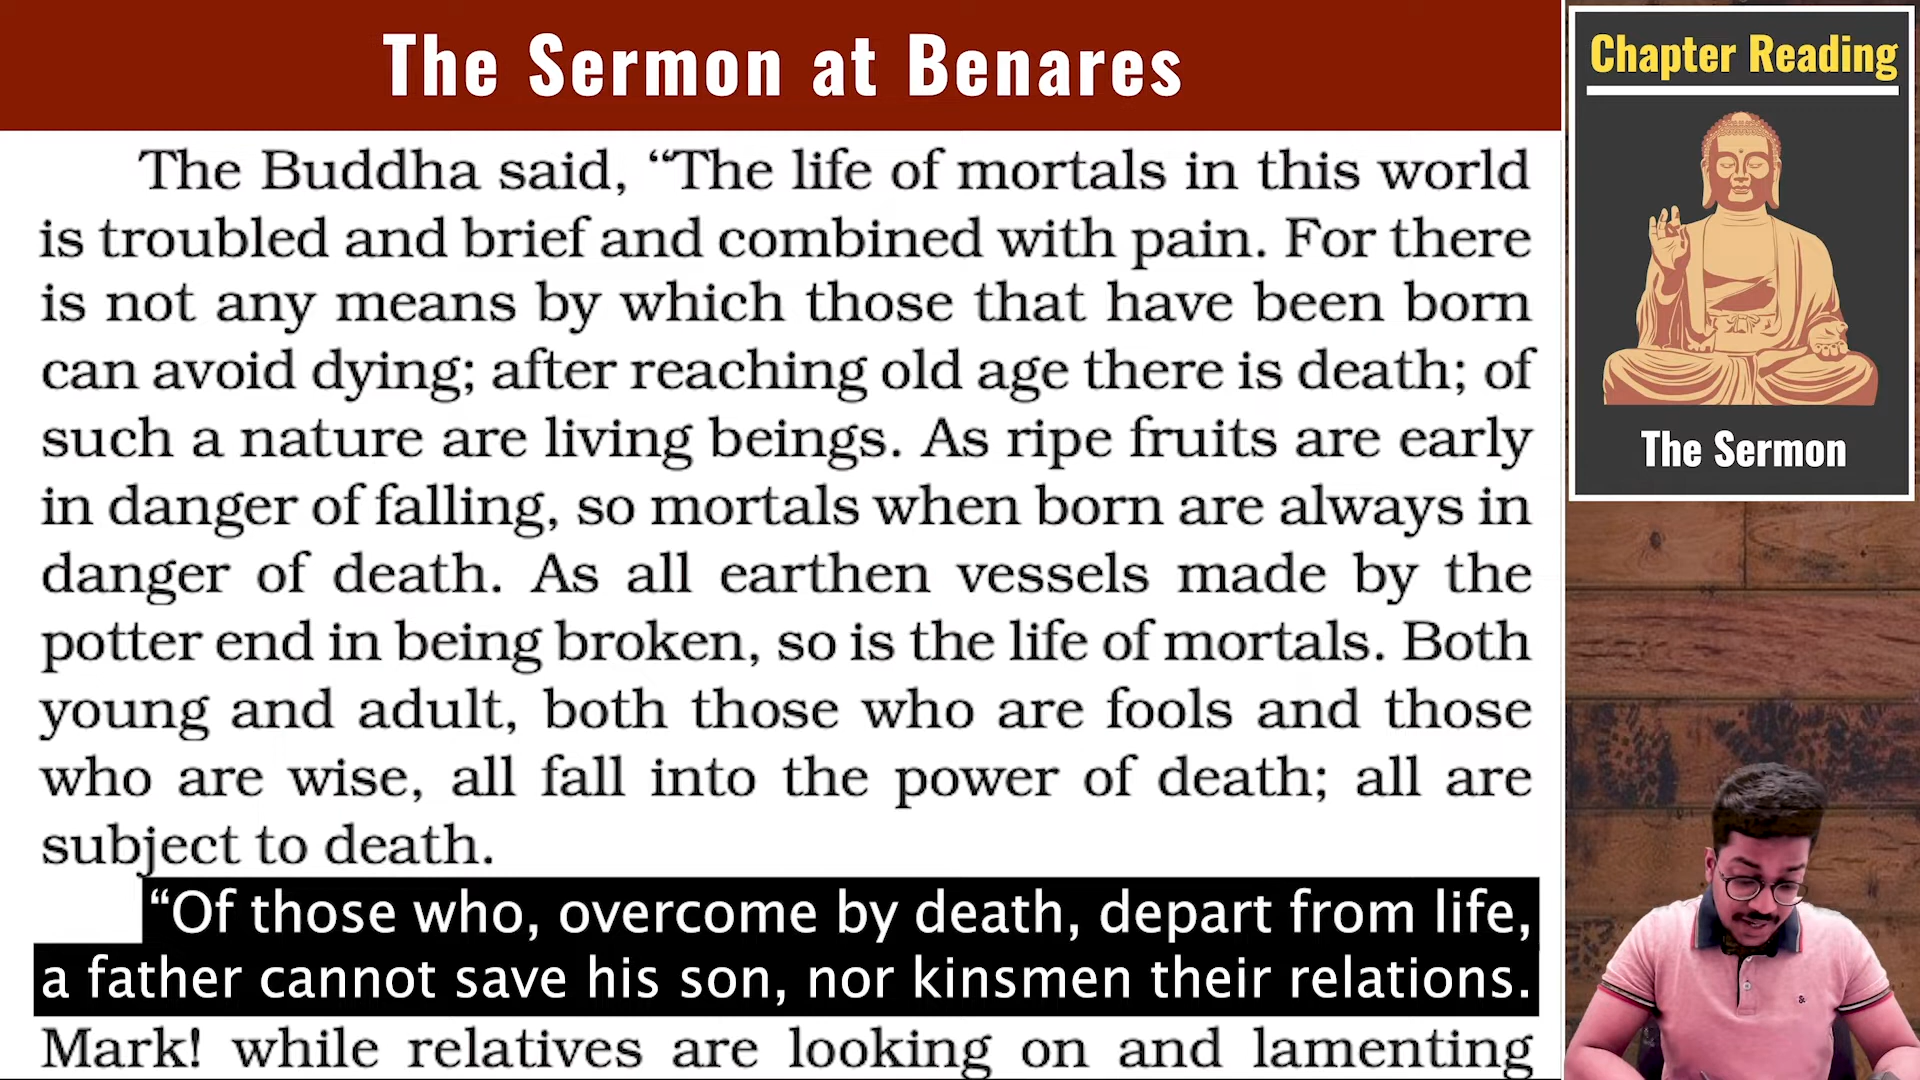 The Sermon at Benares
The Buddha said, “The life of mortals in this world
is troubled and brief and combined with pain. For there
is not any means by which those that have been born
can avoid dying; after reaching old age there is death; of
such a nature are living beings. As ripe fruits are early
in danger of falling, so mortals when born are always in
danger of death. As all earthen vessels made by the
potter end in being broken, so is the life of mortals. Both
young and adult, both those who are fools and those
who are wise, all fall into the power of death; all are
subject to death.
“Of those who, overcome by death, depart from life,
a father cannot save his son, nor kinsmen their relations.
Mark! while relatives are looking on and lamenting
Chapter Reading
The Sermon